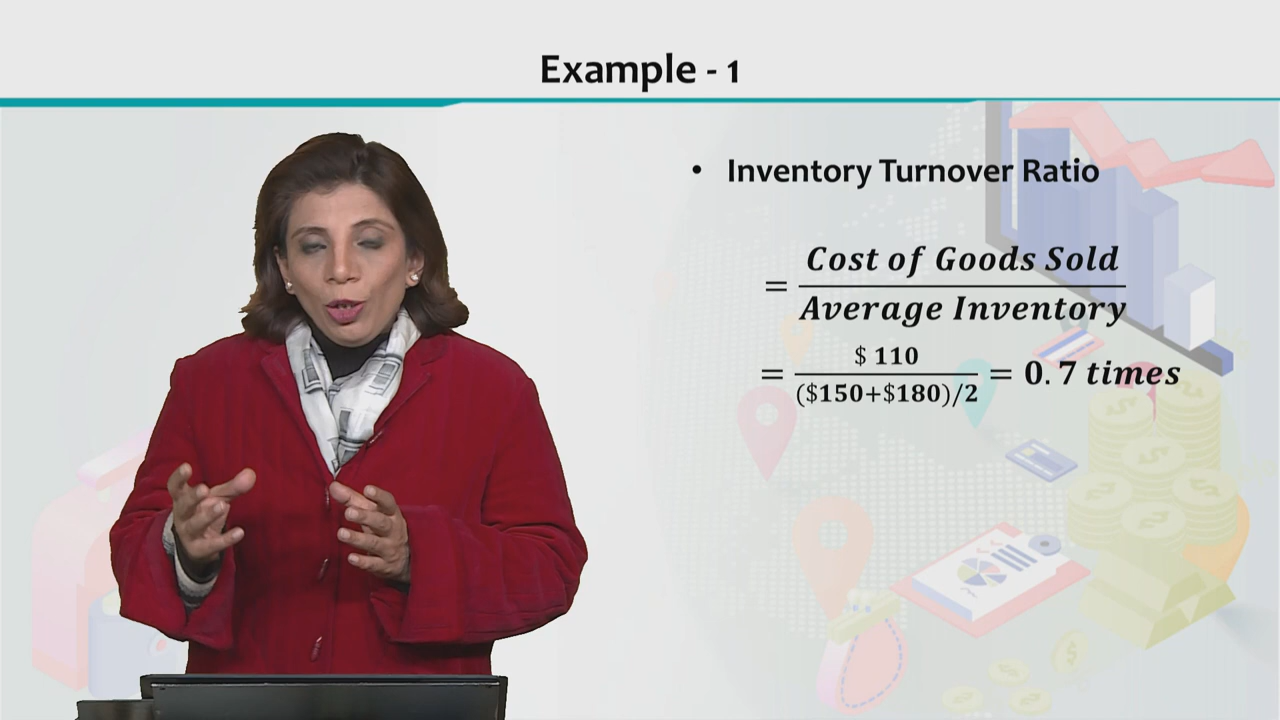 Example - 1
• Inventory Turnover Ratio
= Cost of Goods Sold / Average Inventory
= $ 110 / ($150+$180)/2 = 0.7 times